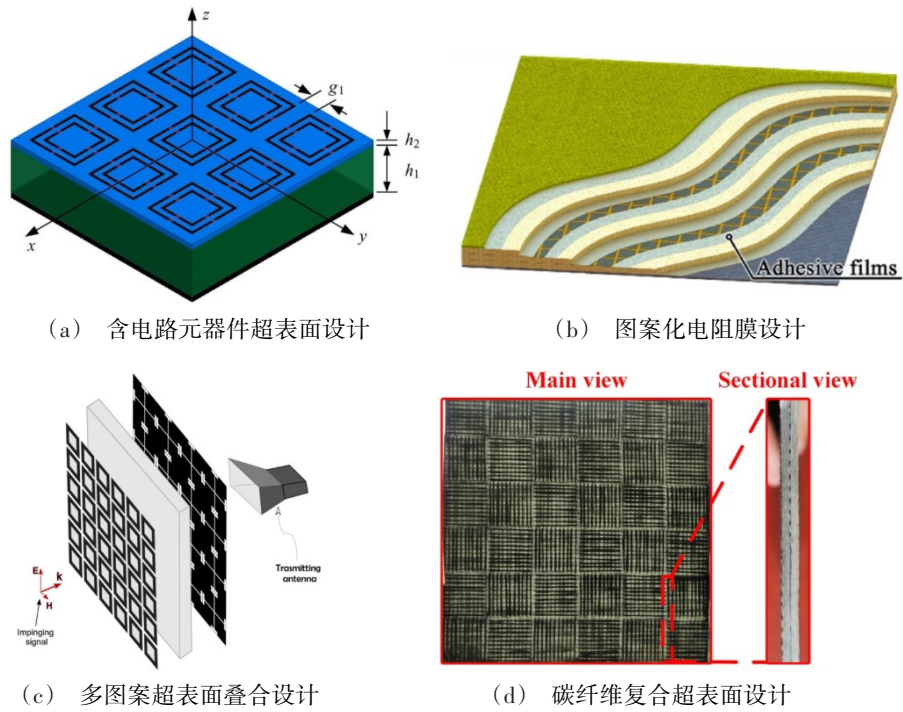 z
g1
h2
h1
x
y
Adhesive films
(a) 含电路元器件超表面设计
(b) 图案化电阻膜设计
Main view
Sectional view
A
Trasmitting
antenna
E
k
H
Impinging
signal
(c) 多图案超表面叠合设计
(d) 碳纤维复合超表面设计